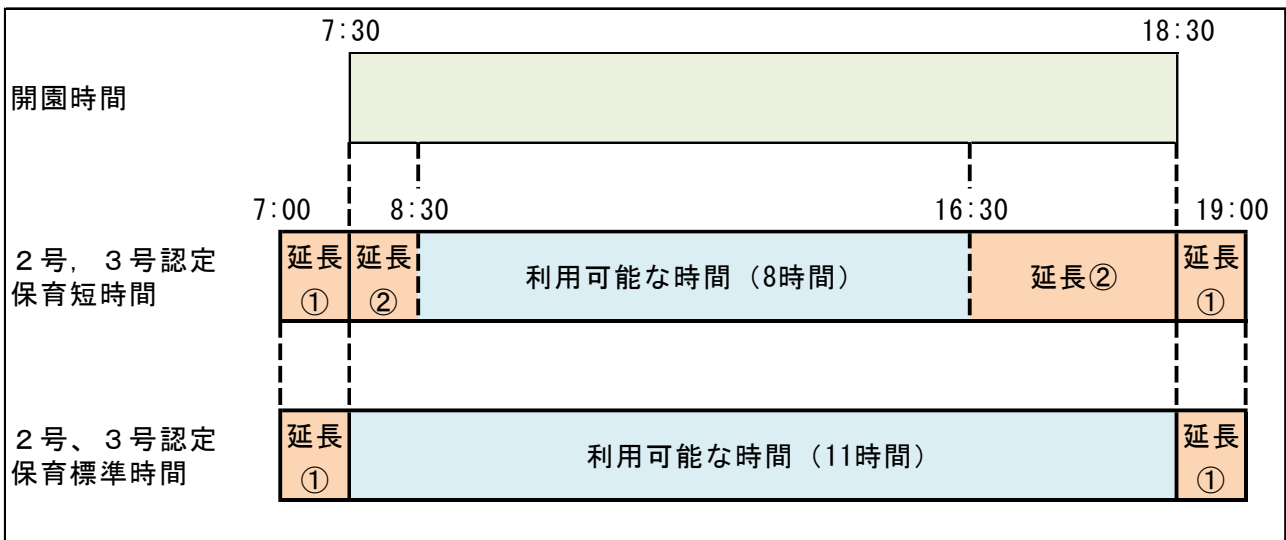 7:30 18:30
開園時間
7:00 8:30 16:30 19:00
２号，３号認定
保育短時間
延長
①
延長
②
利用可能な時間（8時間）
延長②
延長
①
２号、３号認定
保育標準時間
延長
①
利用可能な時間（11時間）
延長
①